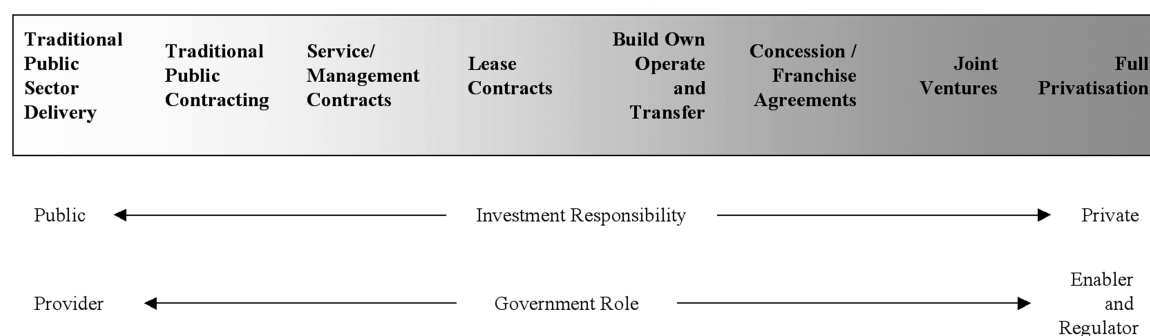 Traditional
Public
Sector
Delivery
Traditional
Public
Contracting
Service/
Management
Contracts
Lease
Contracts
Build Own
Operate
and
Transfer
Concession /
Franchise
Agreements
Joint
Ventures
Full
Privatisation
Public
Investment Responsibility
Private
Provider
Government Role
Enabler
and
Regulator